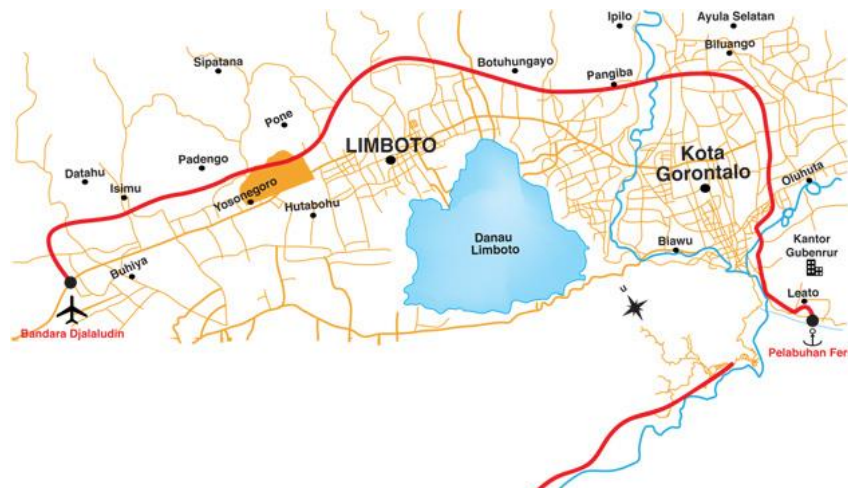 Ipilo
Ayula Selatan
Biluango
Sipatana
Botuhungayo
Pangiba
Pone
LIMBOTO
Kota
Gorontalo
Padengo
Datahu
Isimu
Yosonegoro
Hutabohu
Oluhuta
Danau
Limboto
Biawu
Kantor
Gubenrur
Buhiya
u
Leato
Bandara Djalaludin
Pelabuhan Fer